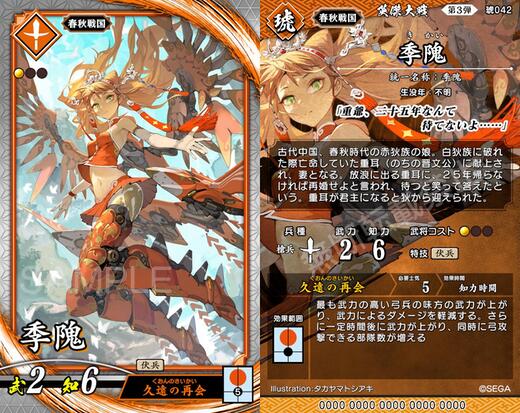 春秋戦国
SAMPLE
季隗
伏兵
武2 知6
くおんのさいかい
久遠の再会
5
琥
春秋戦国
英傑大戦
第3弾
琥042
きかい
季隗
統一名称:季隗
生没年:不明
「重耳、二十五年なんて
待てないよ……」
古代中国、春秋時代の赤狄族の娘。白狄族に破れ
た際亡命していた重耳(のちの晋文公)に献上さ
れ、妻となる。放浪に出る重耳に、25年帰らな
ければ再婚せよと言われ、待つと笑って答えたとい
う。重耳が君主になると狄から迎えられた。
兵種 武力 知力 武将コスト
槍兵 2 6 特技 伏兵
くおんのさいかい 必要士気 効果時間
久遠の再会 5 知力時間
効果範囲
最も武力の高い弓兵の味方の武力が上が
り、武力によるダメージを軽減する。さら
に一定時間後に武力が上がり、同時に弓攻
撃できる部隊数が増える
Illustration:タカヤマトシアキ
©SEGA
0000 0000 0000 0000 0000